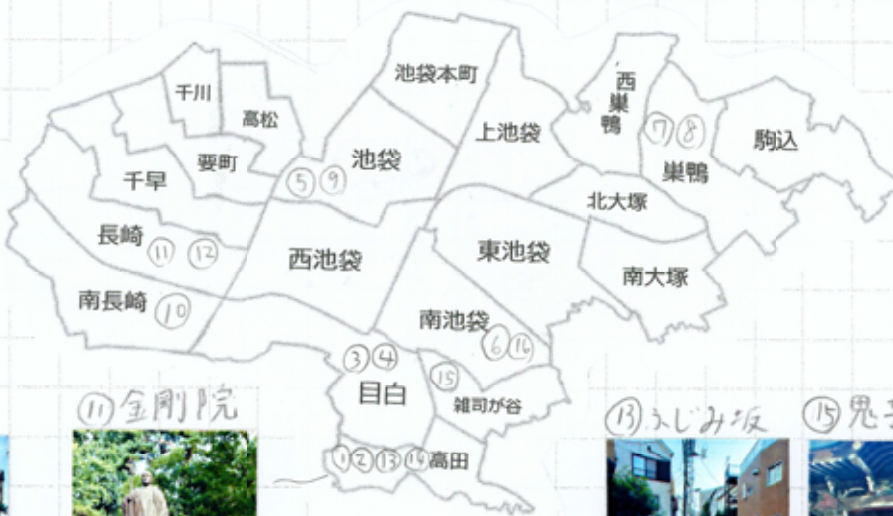 千川
高松
池袋本町
上池袋
西巣鴨
⑦⑧
巣鴨
駒込
要町
千早
池袋
⑤⑨
北大塚
長崎 ⑪ ⑫
西池袋
東池袋
南大塚
南長崎 ⑩
南池袋
⑥⑯
③④
目白
⑮
雑司が谷
①②⑬⑭高田
⑪金剛院
⑬ふじみ坂
⑮鬼